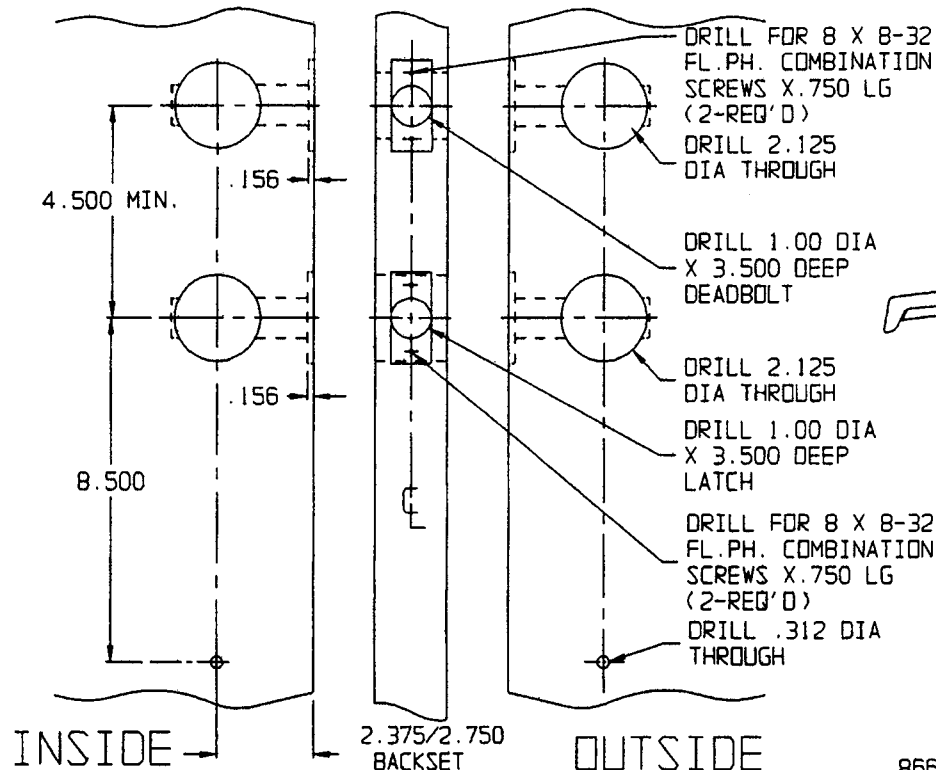 DRILL FOR 8 X 8-32
FL.PH. COMBINATION
SCREWS X.750 LG
(2-REQ'D)
DRILL 2.125
DIA THROUGH
.156
4.500 MIN.
DRILL 1.00 DIA
X 3.500 DEEP
DEADBOLT
DRILL 2.125
DIA THROUGH
.156
DRILL 1.00 DIA
X 3.500 DEEP
LATCH
8.500
CL
DRILL FOR 8 X 8-32
FL.PH. COMBINATION
SCREWS X.750 LG
(2-REQ'D)
DRILL .312 DIA
THROUGH
INSIDE
2.375/2.750
BACKSET
OUTSIDE